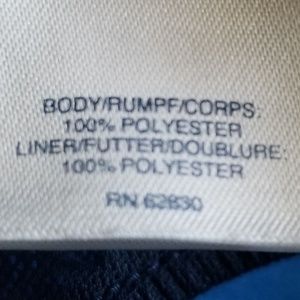 BODY/RUMPF/CORPS:
100% POLYESTER
LINER/FUTTER/DOUBLURE:
100% POLYESTER
RN 62830